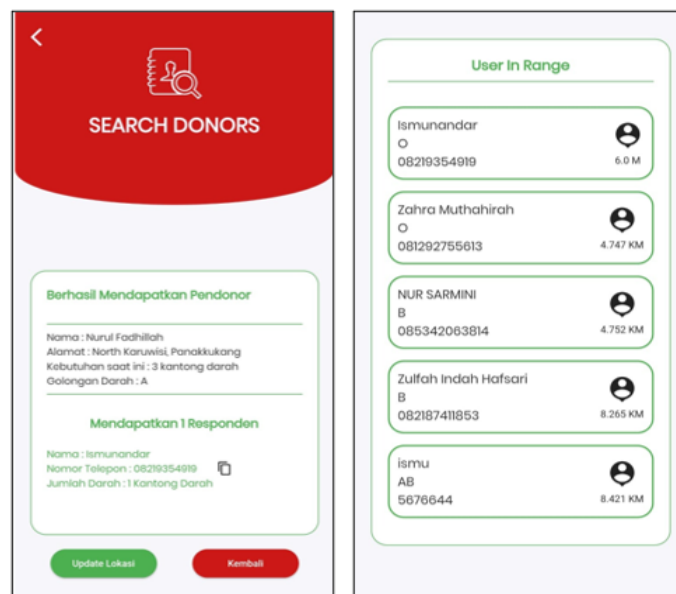 SEARCH DONORS
Berhasil Mendapatkan Pendonor
Nama : Nurul Fadhillah
Alamat : North Karuwisi, Panakkukang
Kebutuhan saat ini : 3 kantong darah
Golongan Darah : A
Mendapatkan 1 Responden
Nama : Ismunandar
Nomor Telepon : 08219354919
Jumlah Darah : 1 Kantong Darah
Update Lokasi
Kembali
User In Range
Ismunandar
O
08219354919
6.0 M
Zahra Muthahirah
O
081292755613
4.747 KM
NUR SARMINI
B
085342063814
4.752 KM
Zulfah Indah Hafsari
B
082187411853
8.265 KM
ismu
AB
5676644
8.421 KM